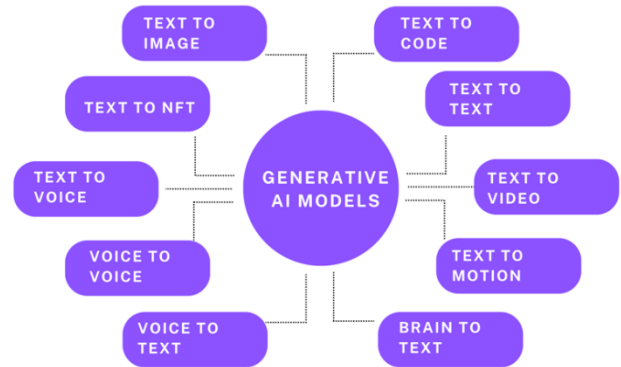 TEXT TO
IMAGE
TEXT TO
CODE
TEXT TO NFT
TEXT TO
TEXT
GENERATIVE
AI MODELS
TEXT TO
VOICE
TEXT TO
VIDEO
VOICE TO
VOICE
TEXT TO
MOTION
VOICE TO
TEXT
BRAIN TO
TEXT